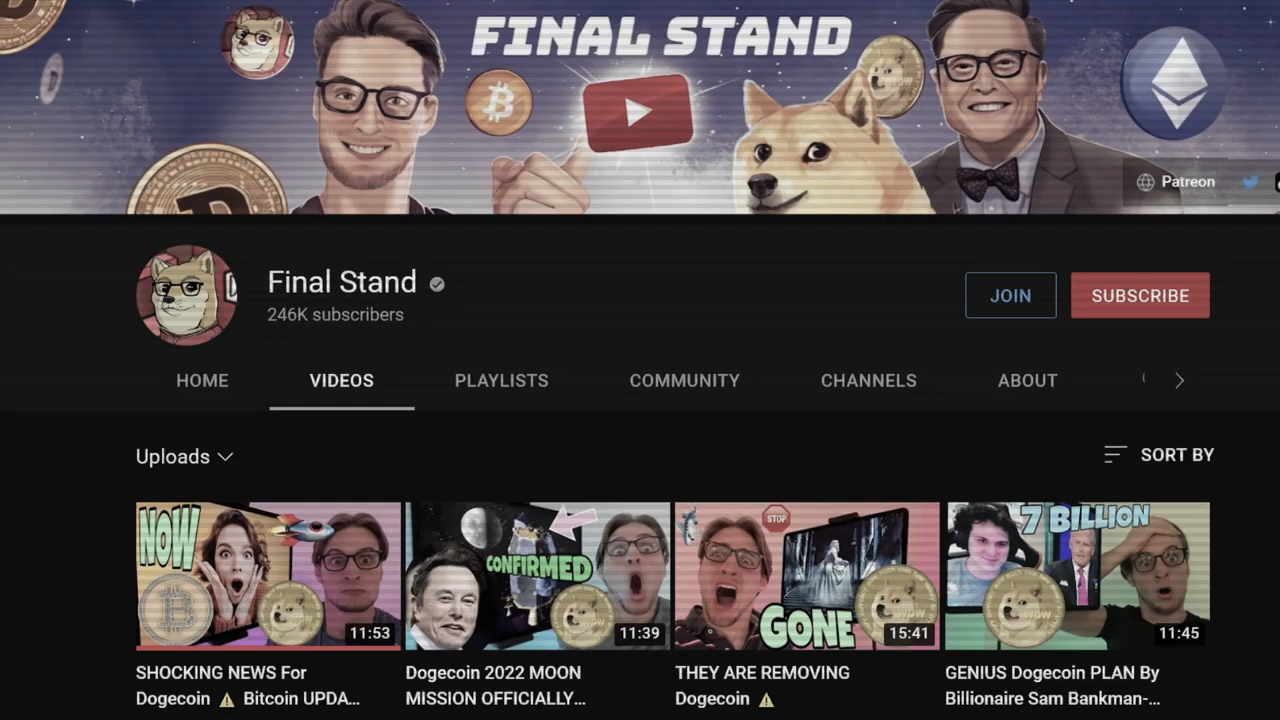 FINAL STAND
Patreon
Final Stand
246K subscribers
JOIN
SUBSCRIBE
HOME
VIDEOS
PLAYLISTS
COMMUNITY
CHANNELS
ABOUT
Uploads
SORT BY
NOW
11:53
CONFIRMED
11:39
STOP
WOW
GONE
15:41
7 BILLION
WOW
11:45
SHOCKING NEWS For
Dogecoin ⚠ Bitcoin UPDA...
Dogecoin 2022 MOON
MISSION OFFICIALLY...
THEY ARE REMOVING
Dogecoin ⚠
GENIUS Dogecoin PLAN By
Billionaire Sam Bankman-...